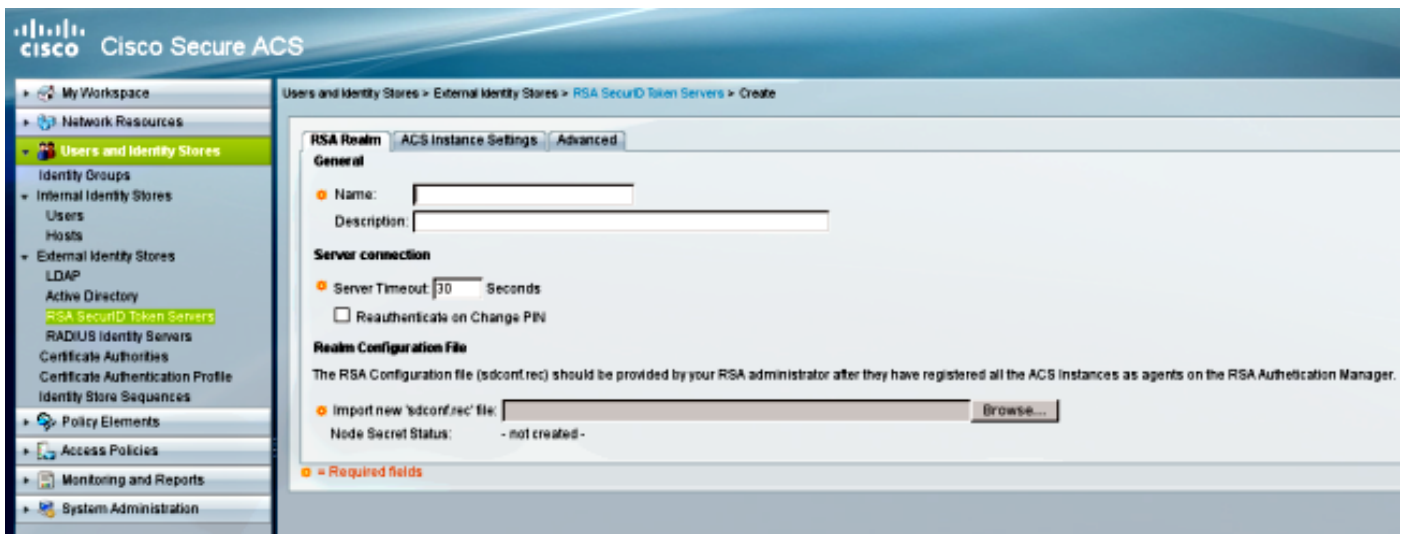 CISCO Cisco Secure ACS
My Workspace
Network Resources
Users and Identity Stores
Identity Groups
Internal Identity Stores
Users
Hosts
External Identity Stores
LDAP
Active Directory
RSA SecurID Token Servers
RADIUS Identity Servers
Certificate Authorities
Certificate Authentication Profile
Identity Store Sequences
Policy Elements
Access Policies
Monitoring and Reports
System Administration
Users and Identity Stores > External Identity Stores > RSA SecurID Token Servers > Create
RSA Realm ACS Instance Settings Advanced
General
Name:
Description:
Server connection
Server Timeout: 30 Seconds
Reauthenticate on Change PIN
Realm Configuration File
The RSA Configuration file (sdconf.rec) should be provided by your RSA administrator after they have registered all the ACS Instances as agents on the RSA Authetication Manager.
Import new 'sdconf.rec' file: Browse...
Node Secret Status: - not created -
= Required fields